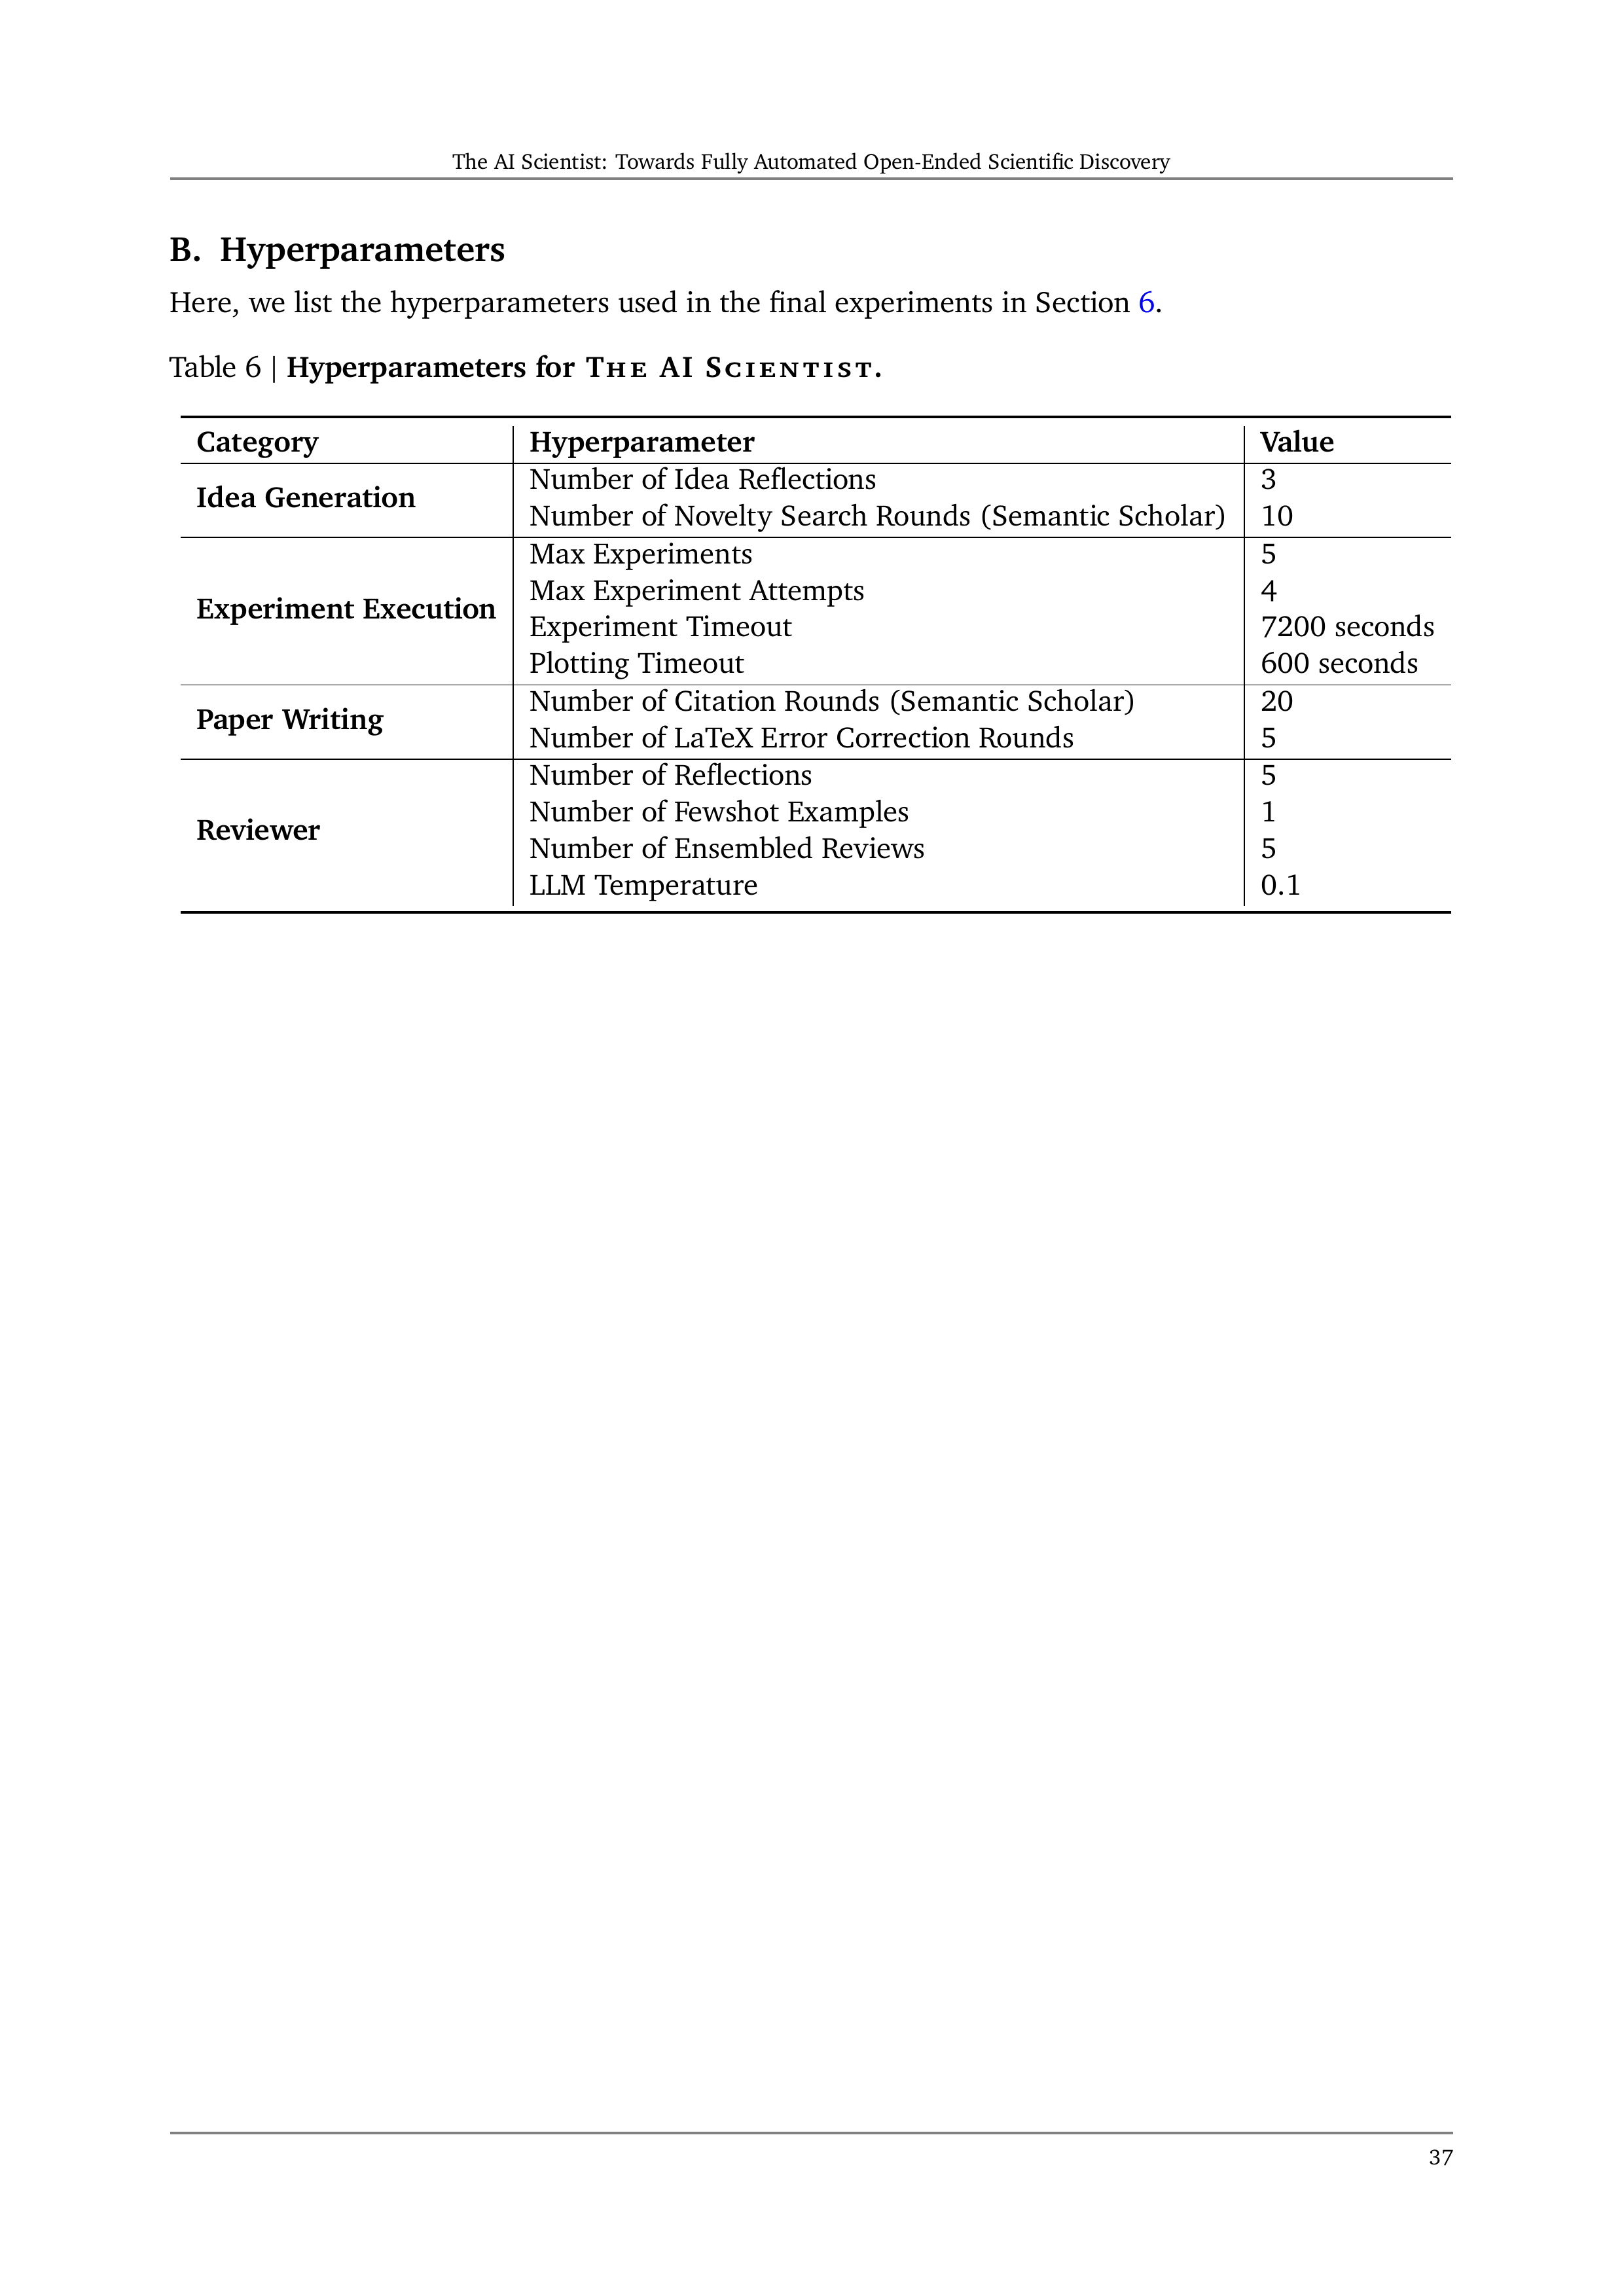 The AI Scientist: Towards Fully Automated Open-Ended Scientific Discovery
B. Hyperparameters
Here, we list the hyperparameters used in the final experiments in Section 6.
Table 6 | Hyperparameters for The AI Scientist.
Category Hyperparameter Value
Idea Generation
Number of Idea Reflections 3
Number of Novelty Search Rounds (Semantic Scholar) 10
Experiment Execution
Max Experiments 5
Max Experiment Attempts 4
Experiment Timeout 7200 seconds
Plotting Timeout 600 seconds
Paper Writing
Number of Citation Rounds (Semantic Scholar) 20
Number of LaTeX Error Correction Rounds 5
Reviewer
Number of Reflections 5
Number of Fewshot Examples 1
Number of Ensembled Reviews 5
LLM Temperature 0.1
37